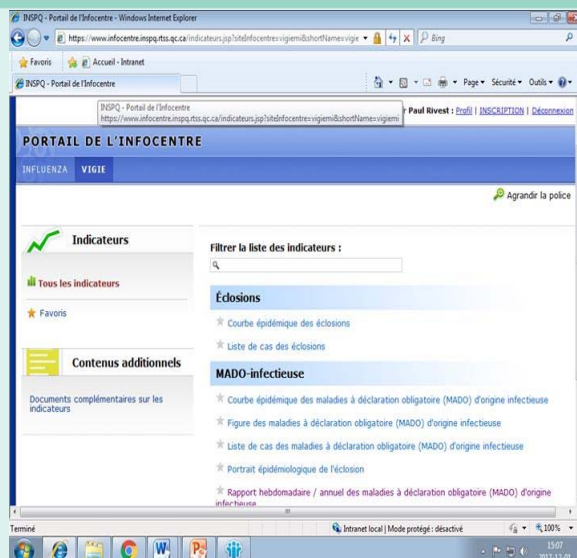 INSPQ - Portail de l'Infocentre - Windows Internet Explorer
https://www.infocentre.inspq.rtss.qc.ca/indicateurs.jsp?siteInfocentre=vigiemi&shortName=vigie
Bing
Favoris Accueil - Intranet
INSPQ - Portail de l'Infocentre
Page Sécurité Outils
INSPQ - Portail de l'Infocentre
https://www.infocentre.inspq.rtss.qc.ca/indicateurs.jsp?siteInfocentre=vigiemi&shortName=vigiemi
Paul Rivest : Profil | INSCRIPTION | Déconnexion
PORTAIL DE L'INFOCENTRE
INFLUENZA VIGIE
Agrandir la police
Indicateurs
Tous les indicateurs
Favoris
Contenus additionnels
Documents complémentaires sur les
indicateurs
Filtrer la liste des indicateurs :
Éclosions
Courbe épidémique des éclosions
Liste de cas des éclosions
MADO-infectieuse
Courbe épidémique des maladies à déclaration obligatoire (MADO) d'origine infectieuse
Figure des maladies à déclaration obligatoire (MADO) d'origine infectieuse
Liste de cas des maladies à déclaration obligatoire (MADO) d'origine infectieuse
Portrait épidémiologique de l'éclosion
Rapport hebdomadaire / annuel des maladies à déclaration obligatoire (MADO) d'origine
infectieuse
Terminé
Intranet local | Mode protégé : désactivé
100%
15:07